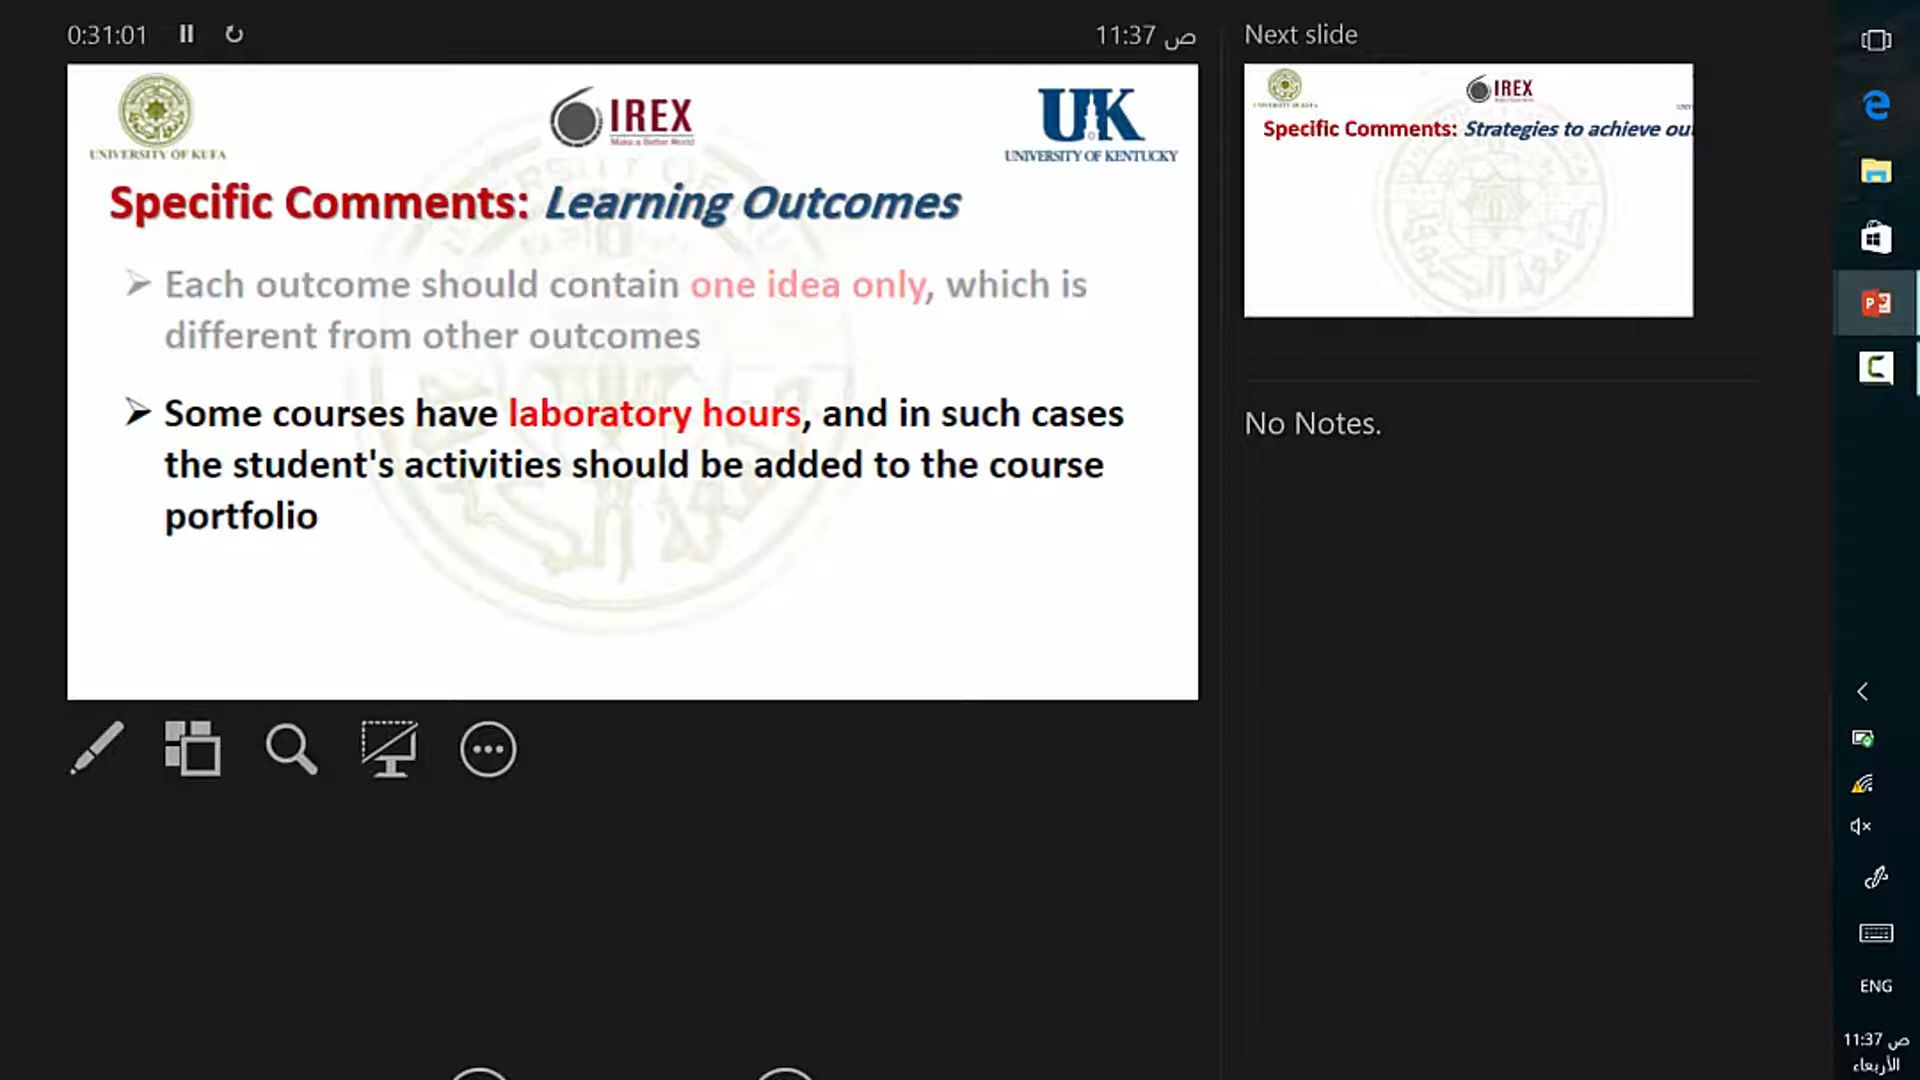 0:31:01
11:37 ص
Next slide
UNIVERSITY OF KUFA
IREX
Make a Better World
UK
UNIVERSITY OF KENTUCKY
Specific Comments: Learning Outcomes
➢ Each outcome should contain one idea only, which is
different from other outcomes
➢ Some courses have laboratory hours, and in such cases
the student's activities should be added to the course
portfolio
IREX
Specific Comments: Strategies to achieve ou
No Notes.
ENG
11:37 ص
الأربعاء